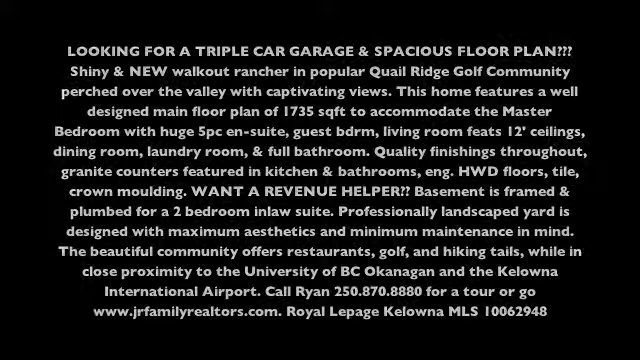 LOOKING FOR A TRIPLE CAR GARAGE & SPACIOUS FLOOR PLAN???
Shiny & NEW walkout rancher in popular Quail Ridge Golf Community
perched over the valley with captivating views. This home features a well
designed main floor plan of 1735 sqft to accommodate the Master
Bedroom with huge 5pc en-suite, guest bdrm, living room feats 12' ceilings,
dining room, laundry room, & full bathroom. Quality finishings throughout,
granite counters featured in kitchen & bathrooms, eng. HWD floors, tile,
crown moulding. WANT A REVENUE HELPER?? Basement is framed &
plumbed for a 2 bedroom inlaw suite. Professionally landscaped yard is
designed with maximum aesthetics and minimum maintenance in mind.
The beautiful community offers restaurants, golf, and hiking tails, while in
close proximity to the University of BC Okanagan and the Kelowna
International Airport. Call Ryan 250.870.8880 for a tour or go
www.jrfamilyrealtors.com. Royal Lepage Kelowna MLS 10062948